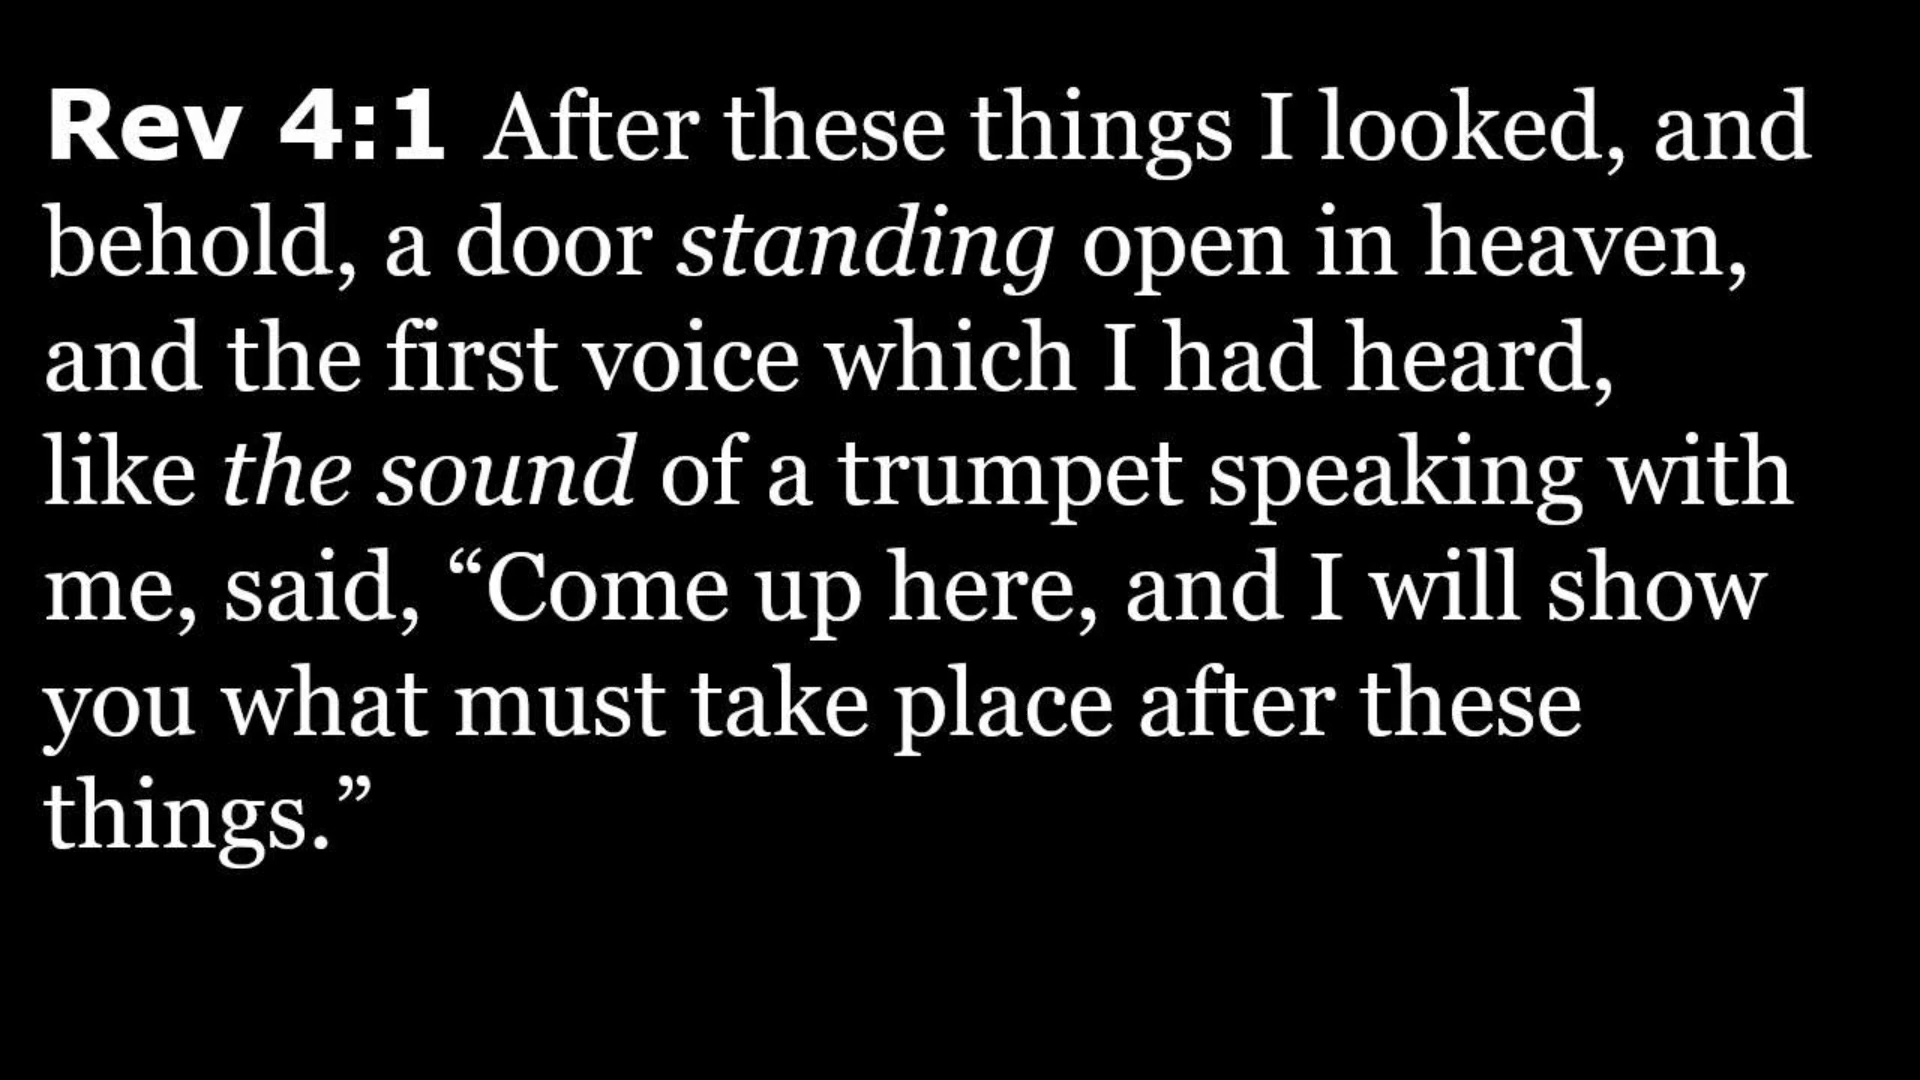 Rev 4:1 After these things I looked, and
behold, a door standing open in heaven,
and the first voice which I had heard,
like the sound of a trumpet speaking with
me, said, “Come up here, and I will show
you what must take place after these
things.”